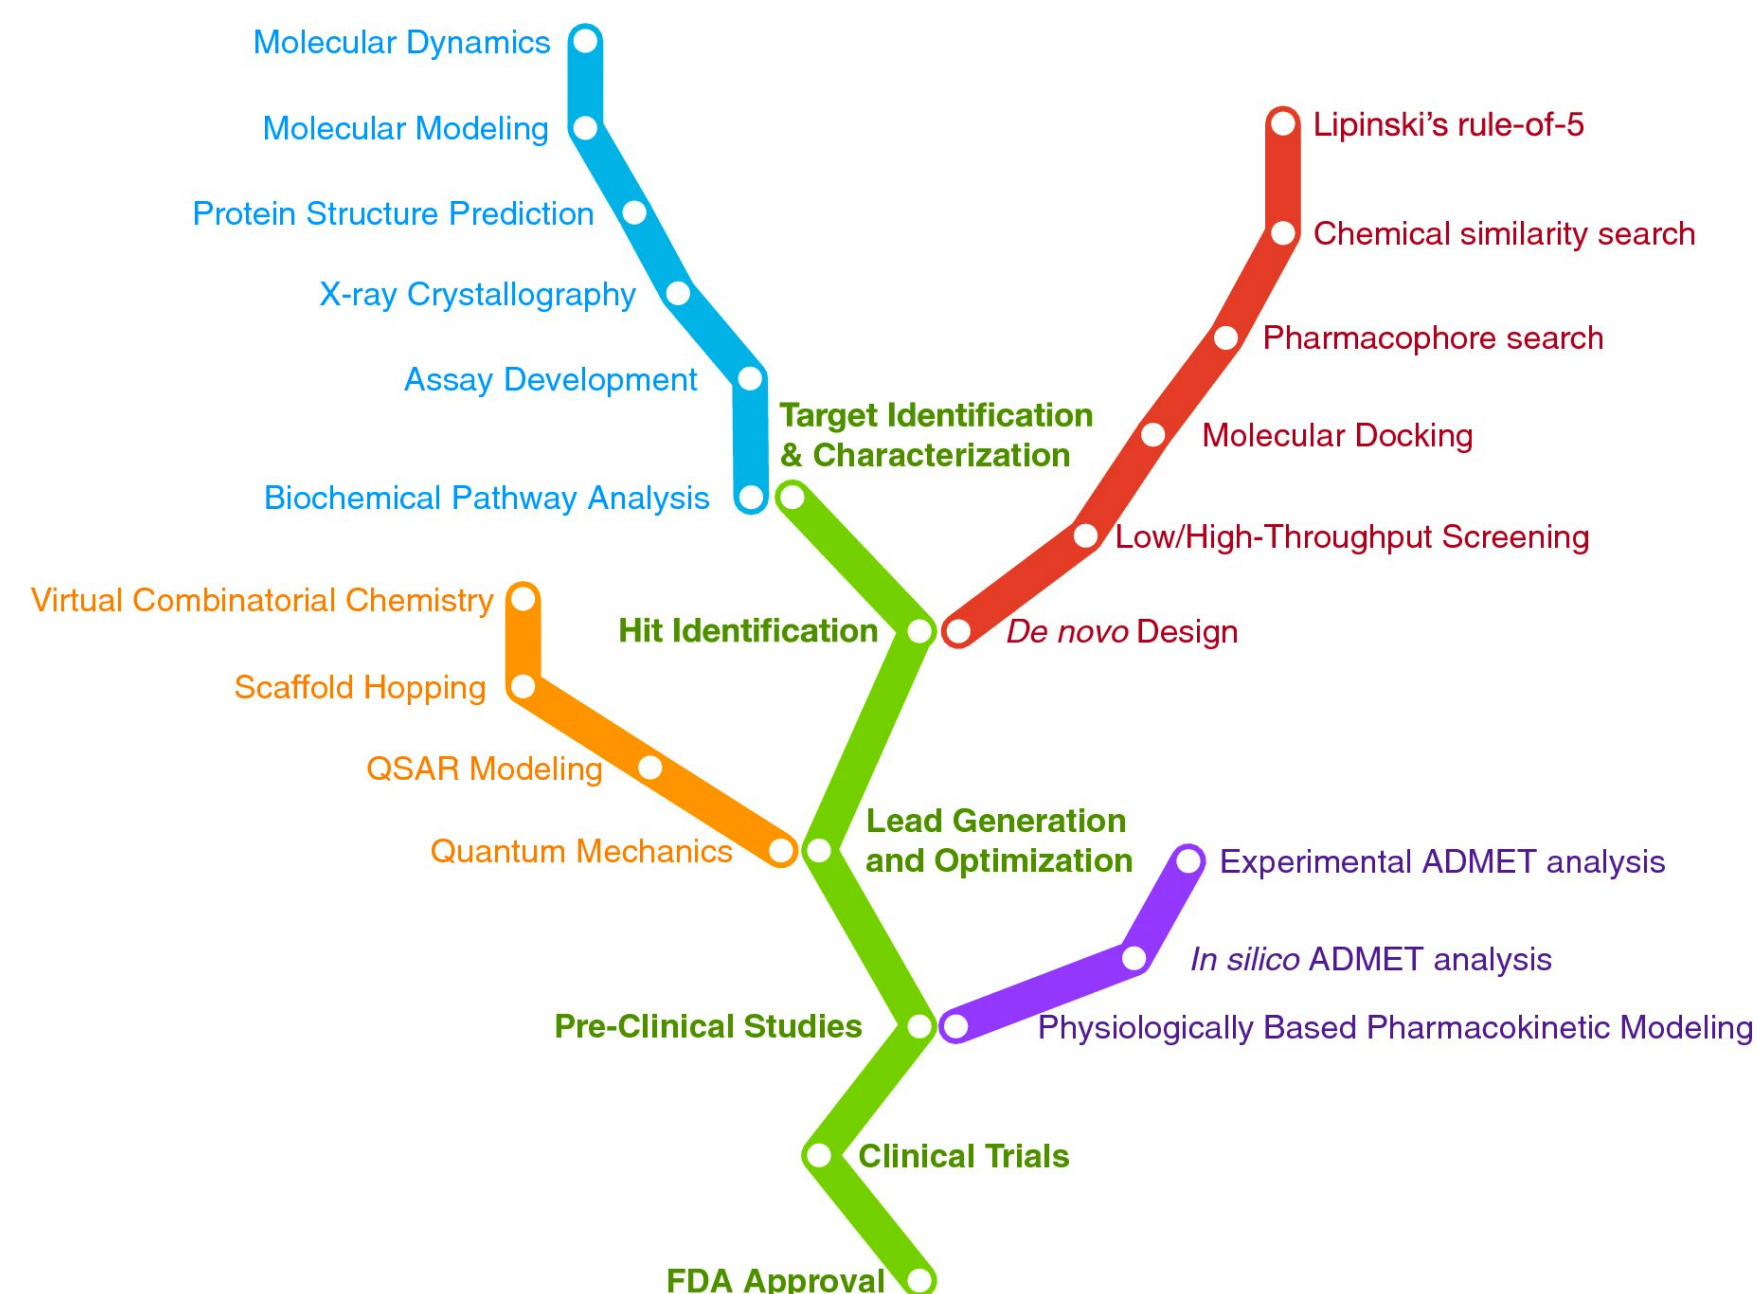 Molecular Dynamics
Molecular Modeling
Protein Structure Prediction
X-ray Crystallography
Assay Development
Biochemical Pathway Analysis
Lipinski’s rule-of-5
Chemical similarity search
Pharmacophore search
Molecular Docking
Low/High-Throughput Screening
De novo Design
Target Identification
& Characterization
Hit Identification
Virtual Combinatorial Chemistry
Scaffold Hopping
QSAR Modeling
Quantum Mechanics
Lead Generation
and Optimization
Experimental ADMET analysis
In silico ADMET analysis
Physiologically Based Pharmacokinetic Modeling
Pre-Clinical Studies
Clinical Trials
FDA Approval